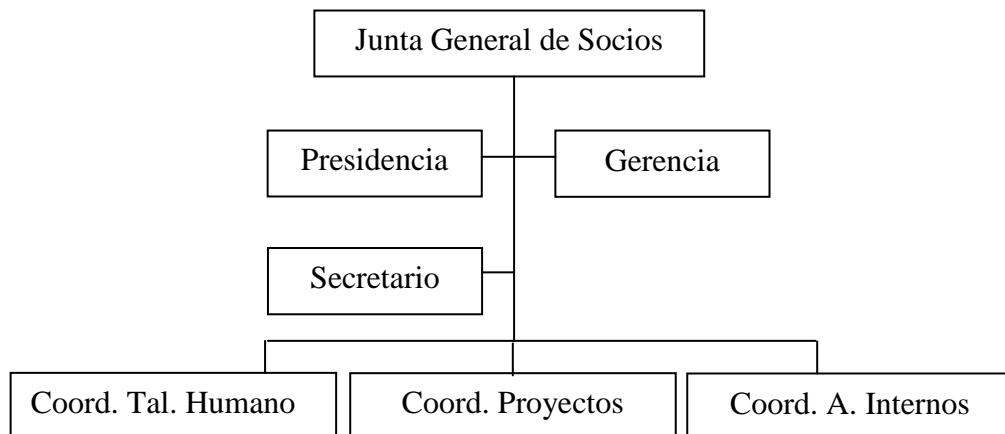 Junta General de Socios
Presidencia
Gerencia
Secretario
Coord. Tal. Humano
Coord. Proyectos
Coord. A. Internos